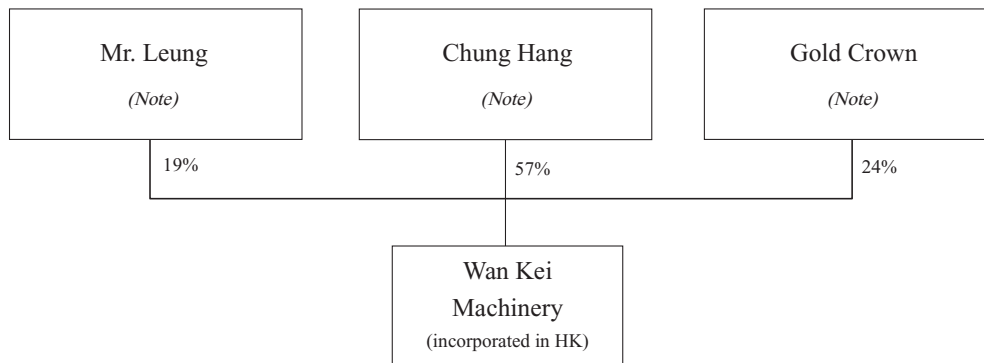 Mr. Leung
(Note)
Chung Hang
(Note)
Gold Crown
(Note)
19%
57%
24%
Wan Kei
Machinery
(incorporated in HK)